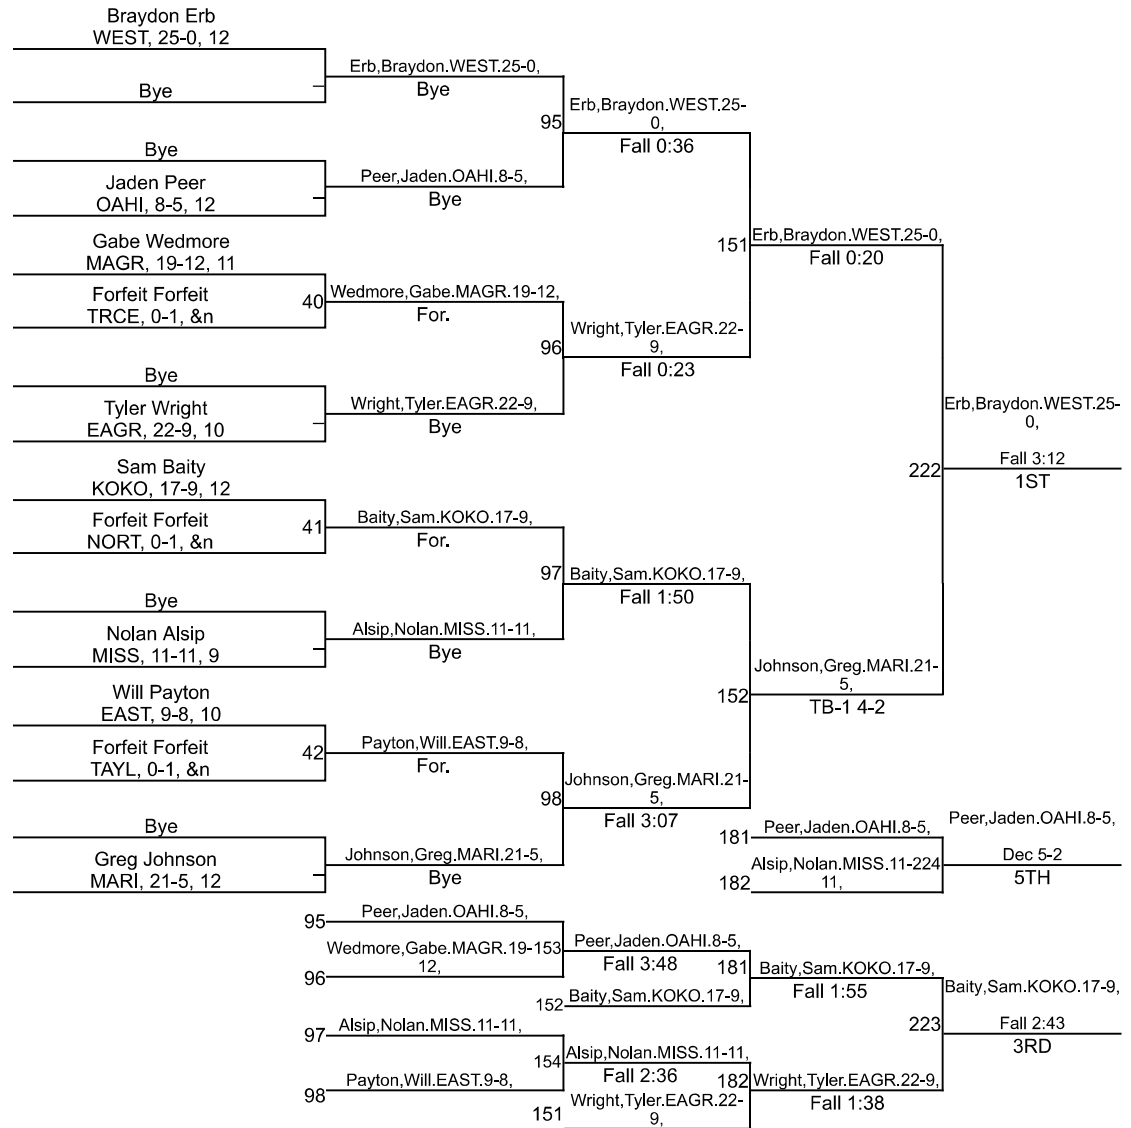 Braydon Erb
WEST, 25-0, 12
Erb,Braydon.WEST.25-0,
Bye
Bye
95
Erb,Braydon.WEST.25-
0,
Fall 0:36
Bye
Peer,Jaden.OAHI.8-5,
Bye
Jaden Peer
OAHI, 8-5, 12
Gabe Wedmore
MAGR, 19-12, 11
151
Erb,Braydon.WEST.25-0,
Fall 0:20
Forfeit Forfeit
TRCE, 0-1, &n
40
Wedmore,Gabe.MAGR.19-12,
For.
96
Wright,Tyler.EAGR.22-
9,
Fall 0:23
Bye
Wright,Tyler.EAGR.22-9,
Bye
Tyler Wright
EAGR, 22-9, 10
Erb,Braydon.WEST.25-
0,
Sam Baity
KOKO, 17-9, 12
222
Fall 3:12
1ST
Forfeit Forfeit
NORT, 0-1, &n
41
Baity,Sam.KOKO.17-9,
For.
97
Baity,Sam.KOKO.17-9,
Fall 1:50
Bye
Alsip,Nolan.MISS.11-11,
Bye
Nolan Alsip
MISS, 11-11, 9
Will Payton
EAST, 9-8, 10
152
Johnson,Greg.MARI.21-
5,
TB-1 4-2
Forfeit Forfeit
TAYL, 0-1, &n
42
Payton,Will.EAST.9-8,
For.
98
Johnson,Greg.MARI.21-
5,
Fall 3:07
Bye
Johnson,Greg.MARI.21-5,
Bye
Greg Johnson
MARI, 21-5, 12
181
Peer,Jaden.OAHI.8-5,
Peer,Jaden.OAHI.8-5,
182
Alsip,Nolan.MISS.11-224
11,
Dec 5-2
5TH
95
Peer,Jaden.OAHI.8-5,
Wedmore,Gabe.MAGR.19-153
12,
96
Peer,Jaden.OAHI.8-5,
Fall 3:48
181
Baity,Sam.KOKO.17-9,
Fall 1:55
152
Baity,Sam.KOKO.17-9,
Baity,Sam.KOKO.17-9,
97
Alsip,Nolan.MISS.11-11,
223
Fall 2:43
3RD
154
Alsip,Nolan.MISS.11-11,
Fall 2:36
98
Payton,Will.EAST.9-8,
182
Wright,Tyler.EAGR.22-9,
Fall 1:38
151
Wright,Tyler.EAGR.22-
9,